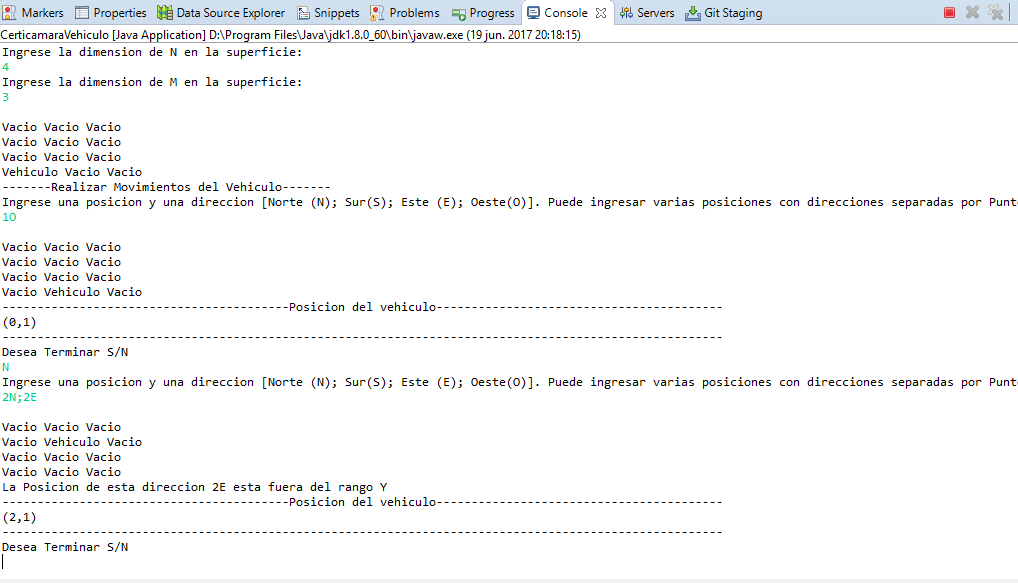 Markers Properties Data Source Explorer Snippets Problems Progress Console Servers Git Staging
CerticamaraVehiculo [Java Application] D:\Program Files\Java\jdk1.8.0_60\bin\javaw.exe (19 jun. 2017 20:18:15)
Ingrese la dimension de N en la superficie:
4
Ingrese la dimension de M en la superficie:
3
Vacio Vacio Vacio
Vacio Vacio Vacio
Vacio Vacio Vacio
Vehiculo Vacio Vacio
-------Realizar Movimientos del Vehiculo-------
Ingrese una posicion y una direccion [Norte (N); Sur(S); Este (E); Oeste(O)]. Puede ingresar varias posiciones con direcciones separadas por Punt
1O
Vacio Vacio Vacio
Vacio Vacio Vacio
Vacio Vacio Vacio
Vacio Vehiculo Vacio
-----------------------------------------Posicion del vehiculo-----------------------------------------
(0,1)
-------------------------------------------------------------------------------------------------------
Desea Terminar S/N
N
Ingrese una posicion y una direccion [Norte (N); Sur(S); Este (E); Oeste(O)]. Puede ingresar varias posiciones con direcciones separadas por Punt
2N;2E
Vacio Vacio Vacio
Vacio Vehiculo Vacio
Vacio Vacio Vacio
Vacio Vacio Vacio
La Posicion de esta direccion 2E esta fuera del rango Y
-----------------------------------------Posicion del vehiculo-----------------------------------------
(2,1)
-------------------------------------------------------------------------------------------------------
Desea Terminar S/N